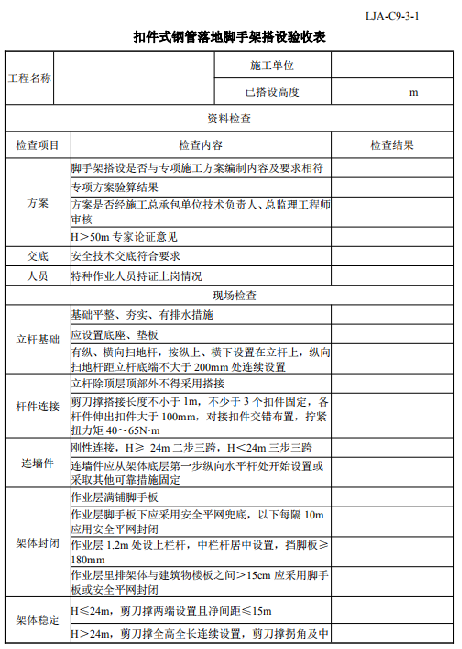 LJA-C9-3-1
扣件式钢管落地脚手架搭设验收表
工程名称
施工单位
已搭设高度 m
资料检查
检查项目 检查内容 检查结果
方案
脚手架搭设是否与专项施工方案编制内容及要求相符
专项方案验算结果
方案是否经施工总承包单位技术负责人、总监理工程师
审核
H＞50m 专家论证意见
交底 安全技术交底符合要求
人员 特种作业人员持证上岗情况
现场检查
立杆基础
基础平整、夯实、有排水措施
应设置底座、垫板
有纵、横向扫地杆，按纵上、横下设置在立杆上，纵向
扫地杆距立杆底端不大于 200mm 处连续设置
杆件连接
立杆除顶层顶部外不得采用搭接
剪刀撑搭接长度不小于 1m，不少于 3 个扣件固定，各
杆件伸出扣件大于 100mm，对接扣件交错布置，拧紧
扭力矩 40～65N·m
连墙件
刚性连接，H≥ 24m 二步三跨，H＜24m 三步三跨
连墙件应从架体底层第一步纵向水平杆处开始设置或
采取其他可靠措施固定
架体封闭
作业层满铺脚手板
作业层脚手板下应采用安全平网兜底，以下每隔 10m
应用安全平网封闭
作业层 1.2m 处设上栏杆，中栏杆居中设置，挡脚板≥
180mm
作业层里排架体与建筑物楼板之间＞15cm 应采用脚手
板或安全平网封闭
架体稳定
H≤24m，剪刀撑两端设置且净间距≤15m
H＞24m，剪刀撑全高全长连续设置，剪刀撑拐角及中